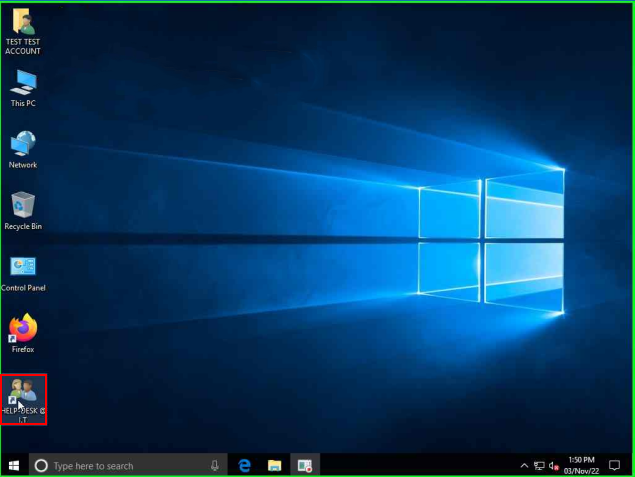 TEST TEST
ACCOUNT
This PC
Network
Recycle Bin
Control Panel
Firefox
HELP-DESK @
I.T
Type here to search
1:50 PM
03/Nov/22